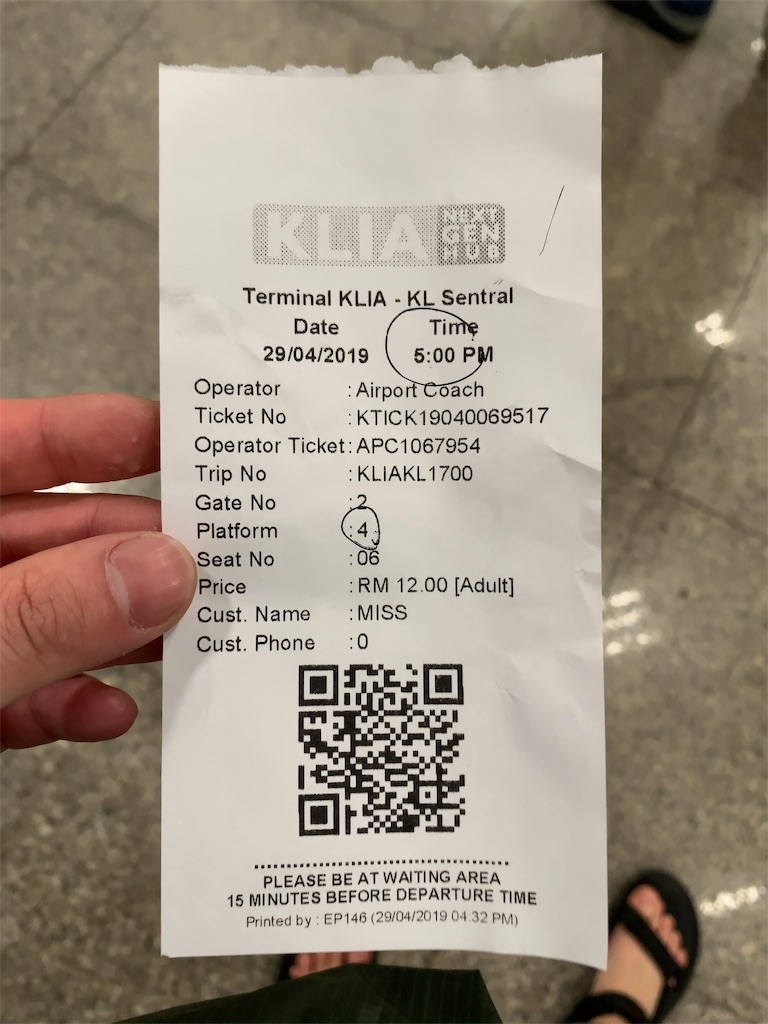 KLIA NEXT GEN HUB
Terminal KLIA - KL Sentral
Date Time
29/04/2019 5:00 PM
Operator : Airport Coach
Ticket No : KTICK19040069517
Operator Ticket : APC1067954
Trip No : KLIAKL1700
Gate No : 2
Platform : 4
Seat No : 06
Price : RM 12.00 [Adult]
Cust. Name : MISS
Cust. Phone : 0
PLEASE BE AT WAITING AREA
15 MINUTES BEFORE DEPARTURE TIME
Printed by : EP146 (29/04/2019 04.32 PM)